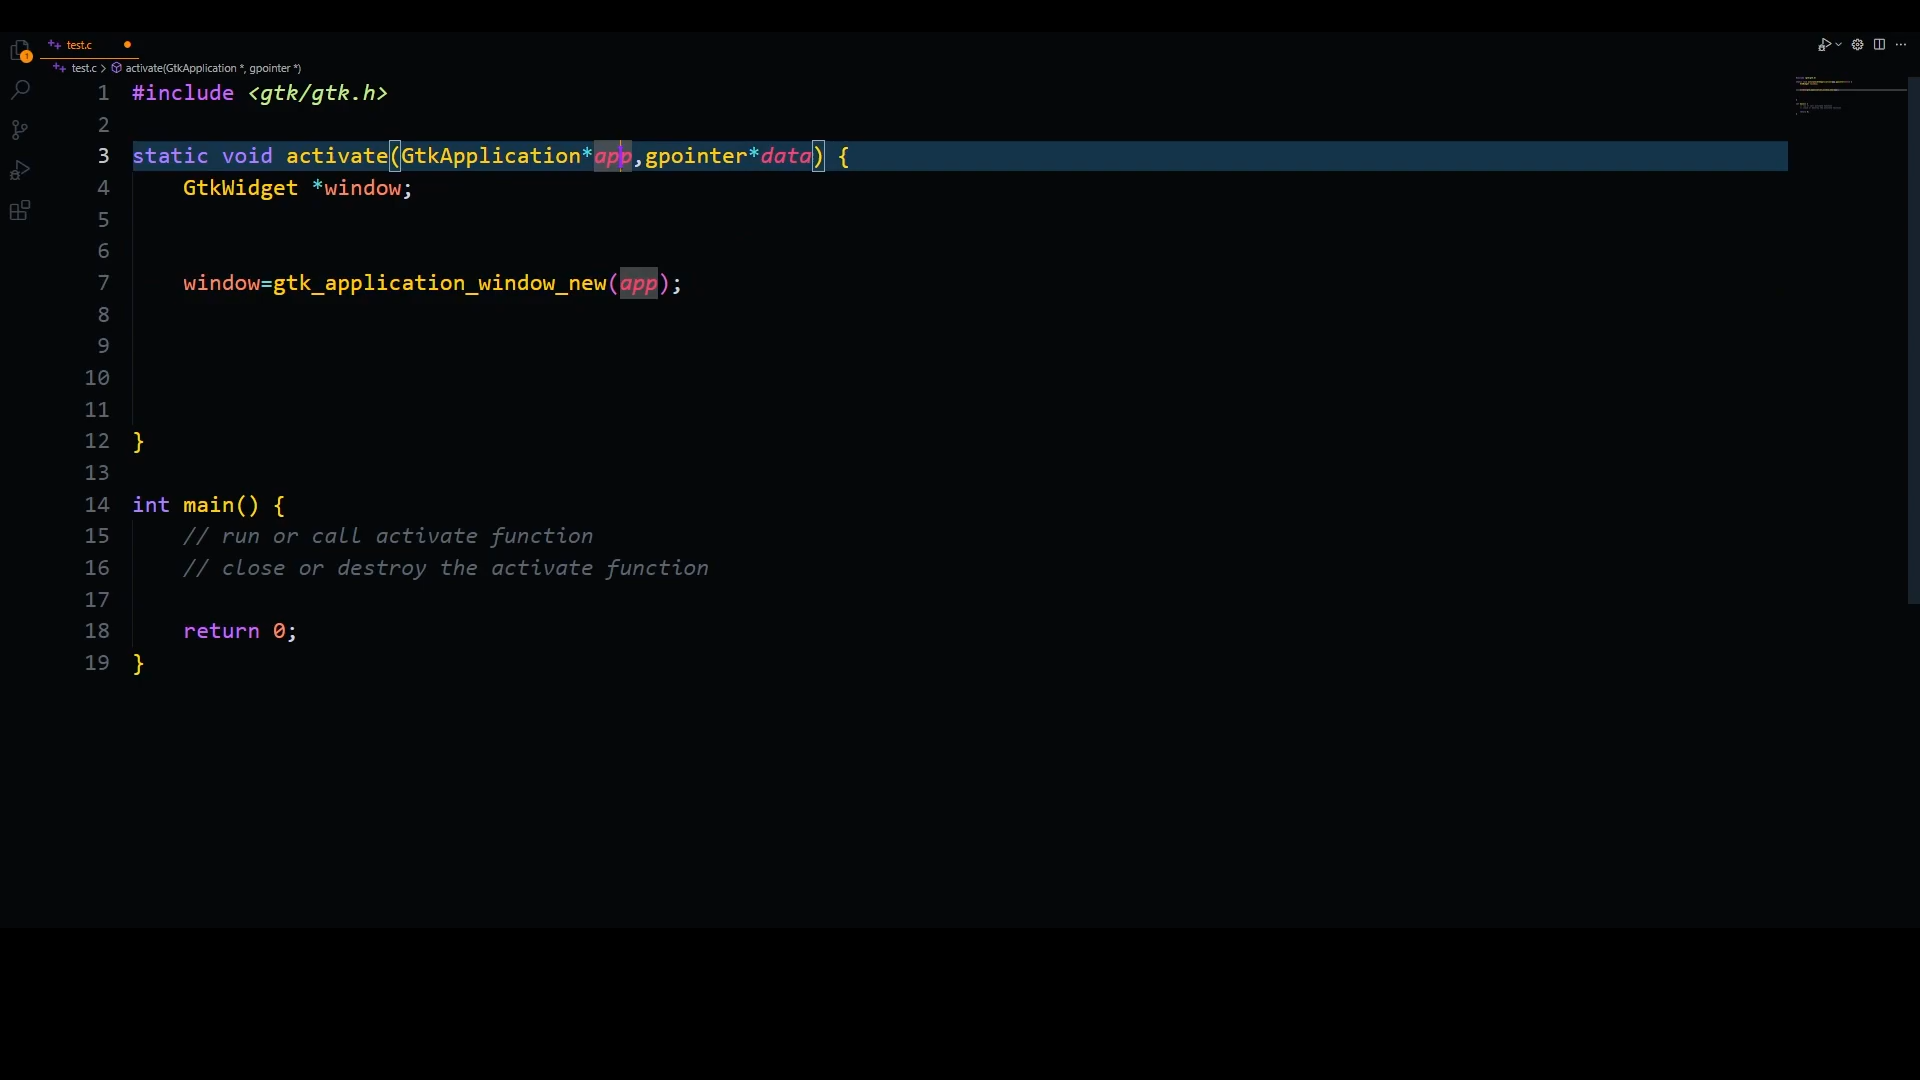 test.c
test.c > activate(GtkApplication *, gpointer *)
1 #include <gtk/gtk.h>
2
3 static void activate(GtkApplication*app,gpointer*data) {
4 GtkWidget *window;
5
6
7 window=gtk_application_window_new(app);
8
9
10
11
12 }
13
14 int main() {
15 // run or call activate function
16 // close or destroy the activate function
17
18 return 0;
19 }